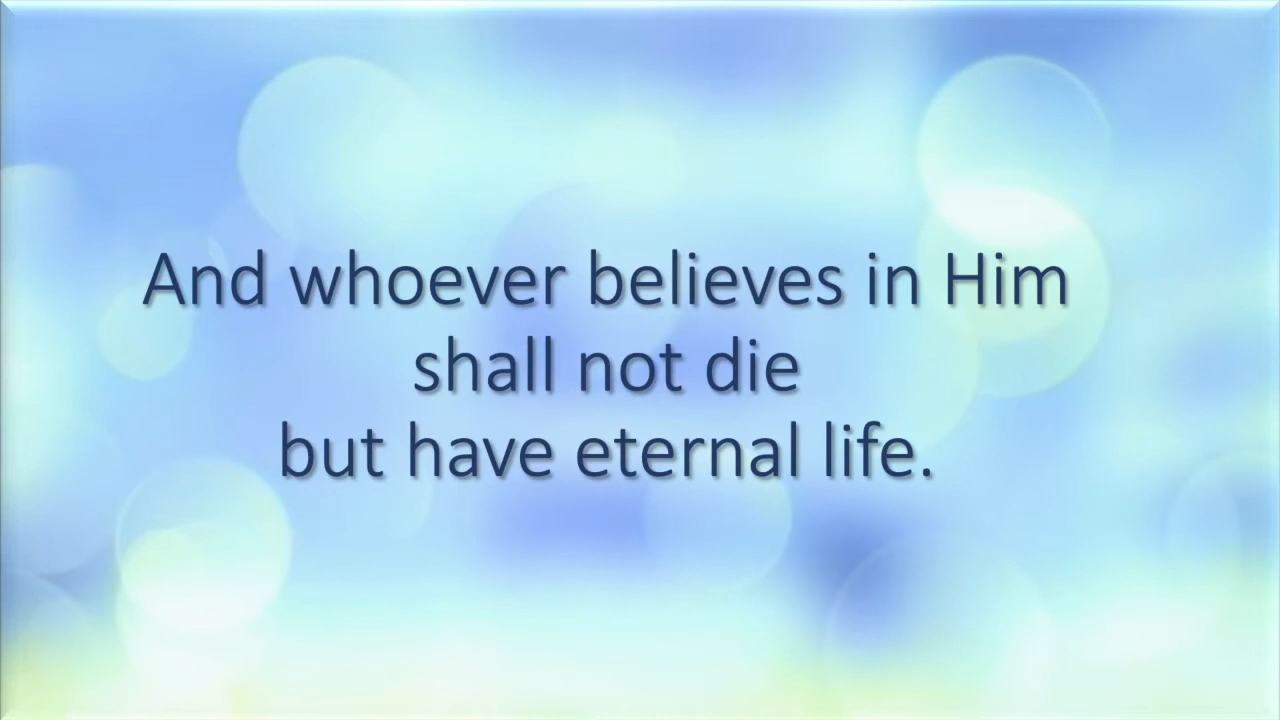 And whoever believes in Him
shall not die
but have eternal life.